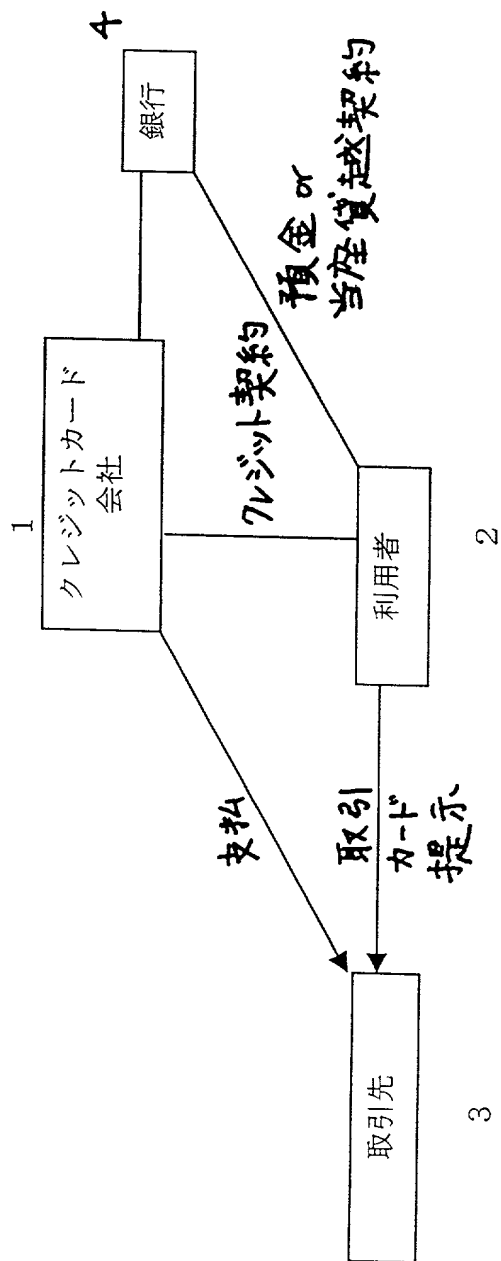 1
クレジットカード
会社
4
銀行
支払
クレジット契約
預金 or
当座貸越契約
取引
カード
提示
取引先
3
利用者
2